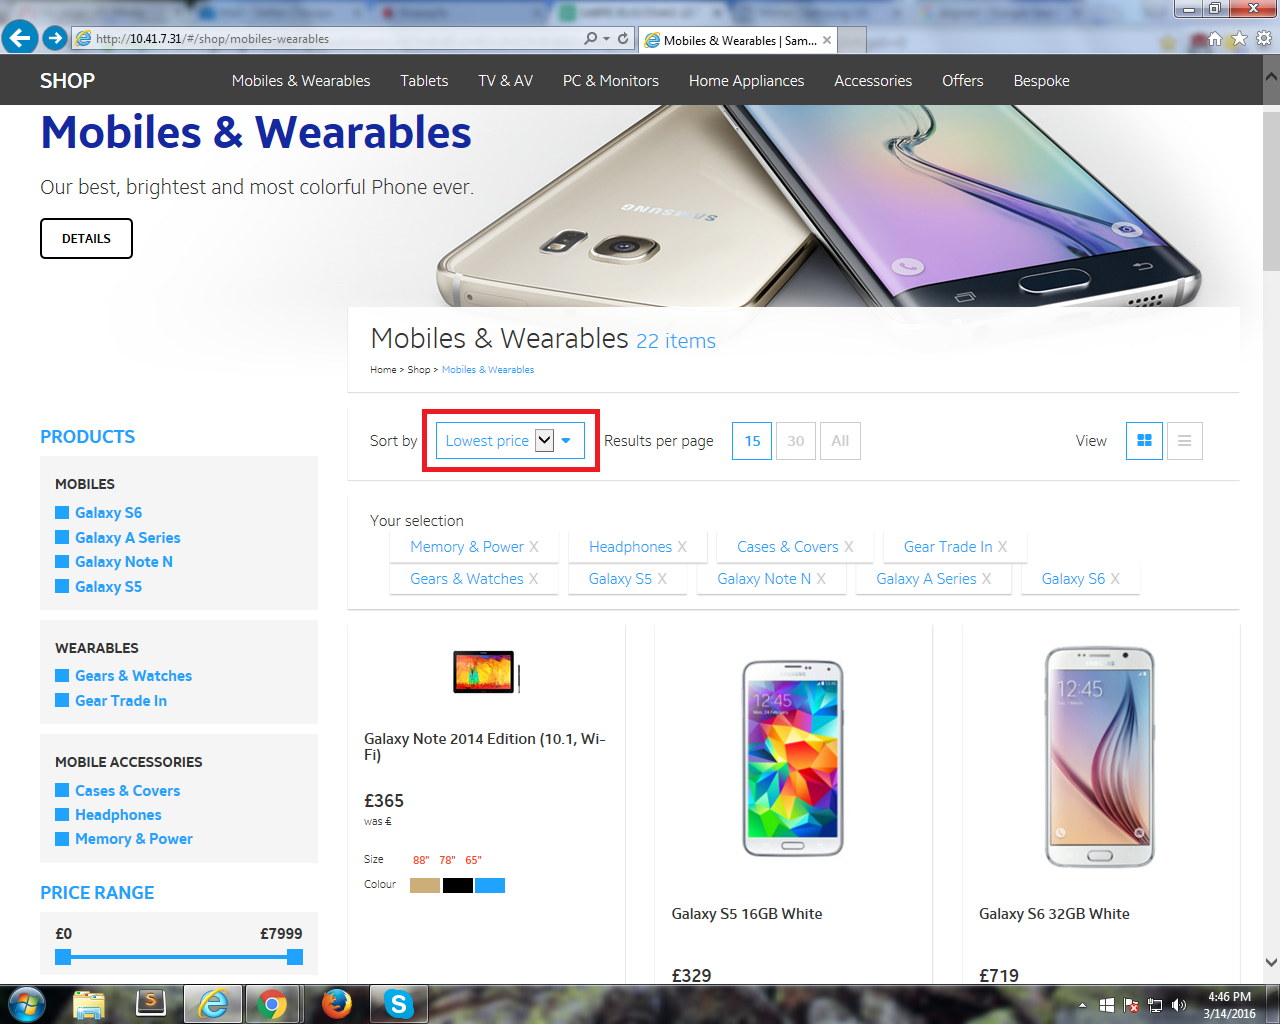 http://10.41.7.31/#/shop/mobiles-wearables
Mobiles & Wearables | Sam...
SHOP
Mobiles & Wearables
Tablets
TV & AV
PC & Monitors
Home Appliances
Accessories
Offers
Bespoke
Mobiles & Wearables
Our best, brightest and most colorful Phone ever.
DETAILS
SAMSUNG
Mobiles & Wearables 22 items
Home > Shop > Mobiles & Wearables
Sort by
Lowest price
Results per page
15
30
All
View
Your selection
Memory & Power X
Headphones X
Cases & Covers X
Gear Trade In X
Gears & Watches X
Galaxy S5 X
Galaxy Note N X
Galaxy A Series X
Galaxy S6 X
PRODUCTS
MOBILES
Galaxy S6
Galaxy A Series
Galaxy Note N
Galaxy S5
WEARABLES
Gears & Watches
Gear Trade In
MOBILE ACCESSORIES
Cases & Covers
Headphones
Memory & Power
PRICE RANGE
£0
£7999
Galaxy Note 2014 Edition (10.1, Wi-
Fi)
£365
was £
Size
88"
78"
65"
Colour
12:45
Galaxy S5 16GB White
£329
12:45
Galaxy S6 32GB White
£719
4:46 PM
3/14/2016